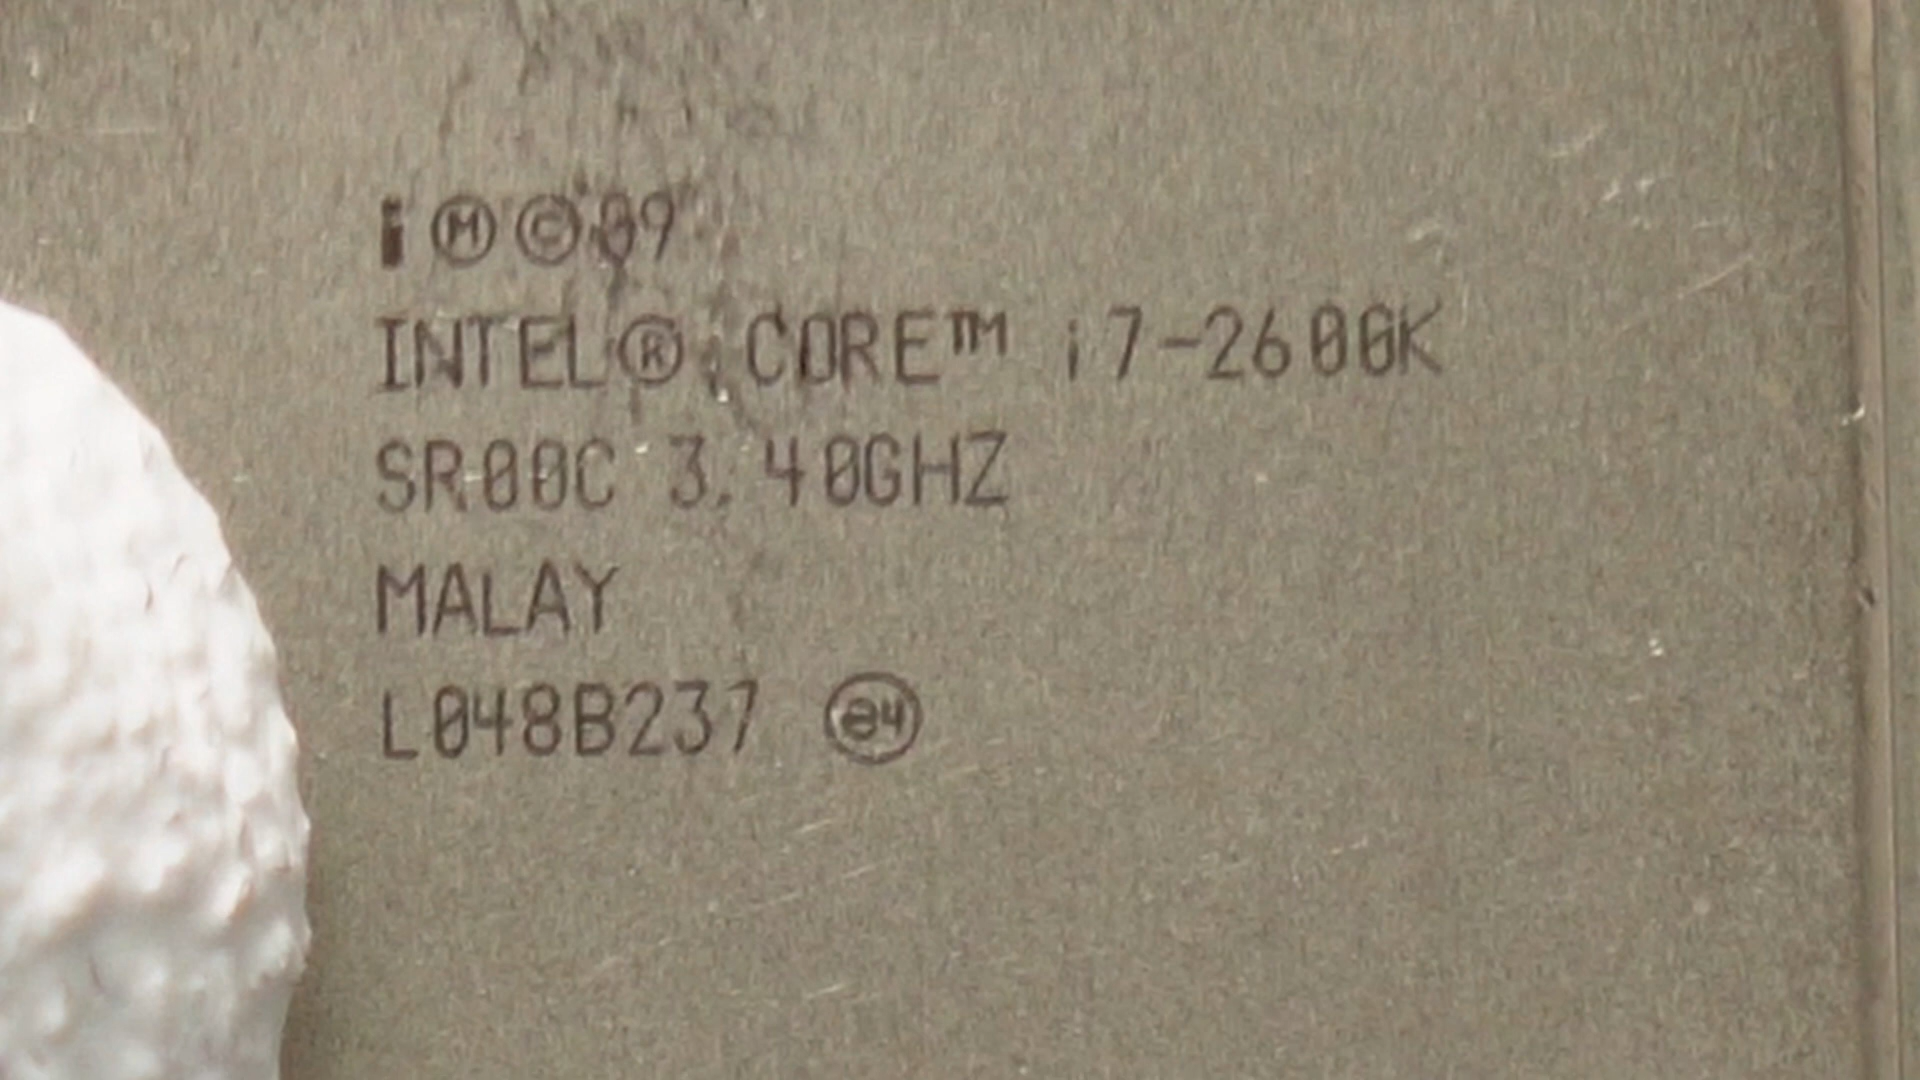 i Ⓜ ©09
INTEL® CORE™ i7-2600K
SR00C 3.40GHZ
MALAY
L048B237 e4